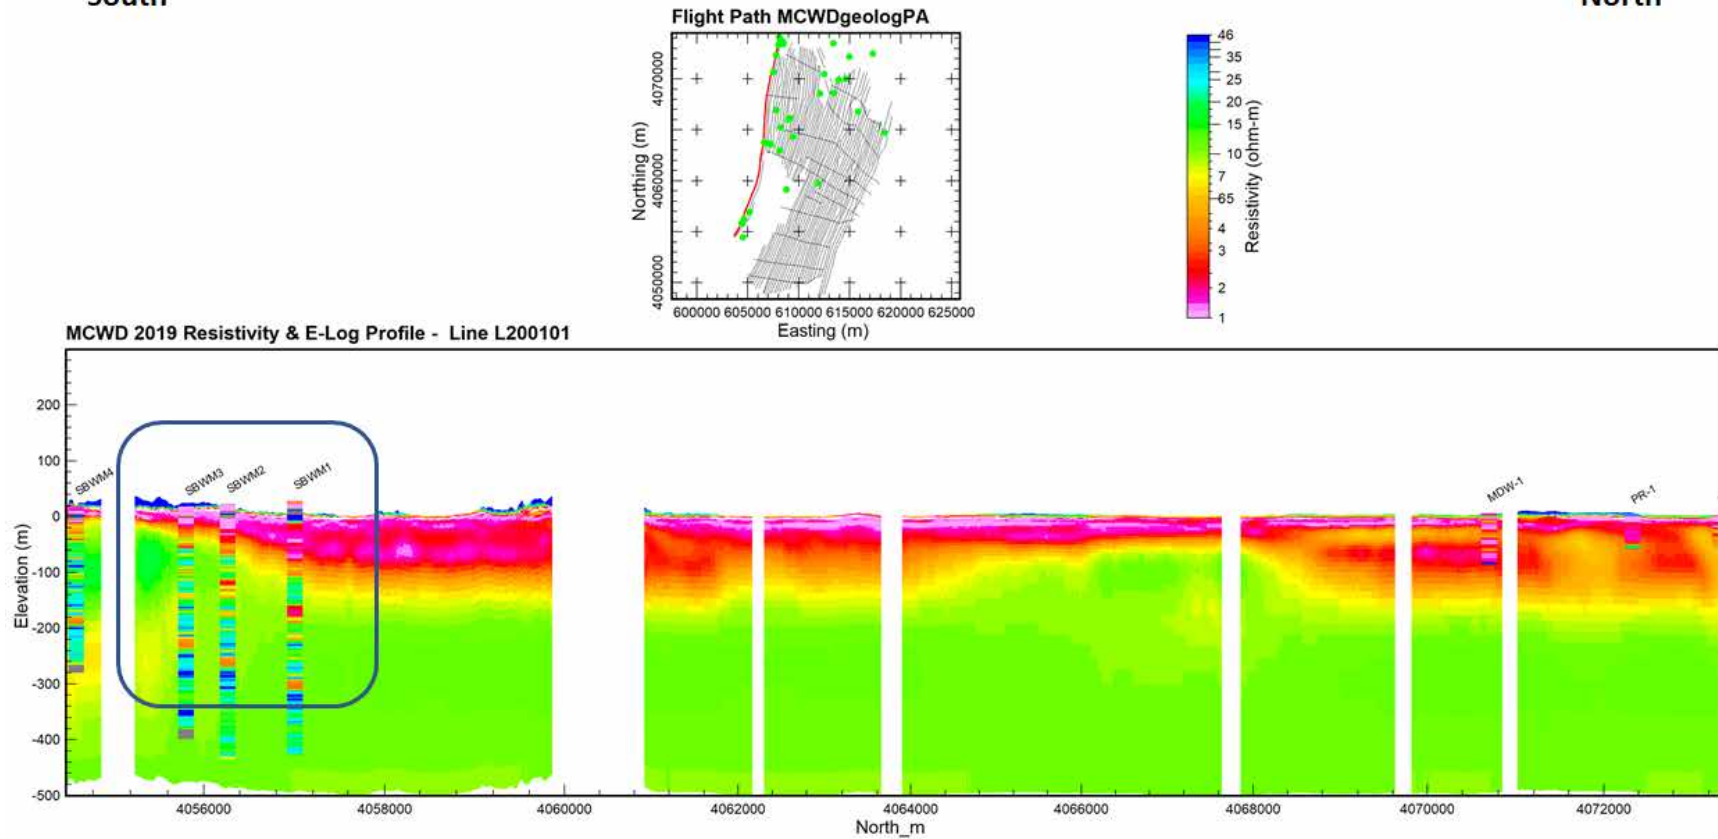 South North
Flight Path MCWDgeologPA
Northing (m)
4070000
4060000
4050000
600000 605000 610000 615000 620000 625000
Easting (m)
46
35
25
20
15
10
7
65
4
3
2
1
Resistivity (ohm-m)
MCWD 2019 Resistivity & E-Log Profile - Line L200101
Elevation (m)
200
100
0
-100
-200
-300
-400
-500
SBWM4 SBWM3 SBWM2 SBWM1 MDW-1 PR-1
4056000 4058000 4060000 4062000 4064000 4066000 4068000 4070000 4072000
North_m